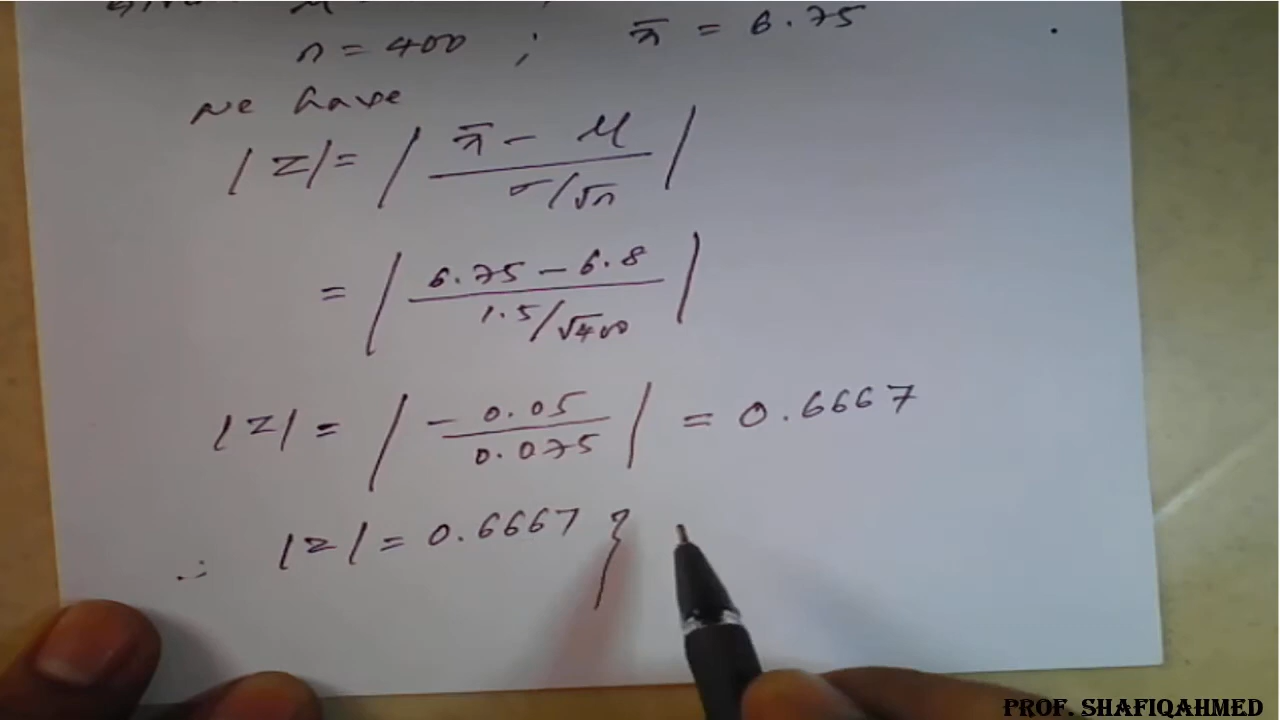 n = 400 ; x̄ = 6.75
We have
|Z| = | x̄ - μ / σ/√n |
= | 6.75 - 6.8 / 1.5/√400 |
|Z| = | - 0.05 / 0.075 | = 0.6667
∴ |Z| = 0.6667 }
PROF. SHAFIQAHMED